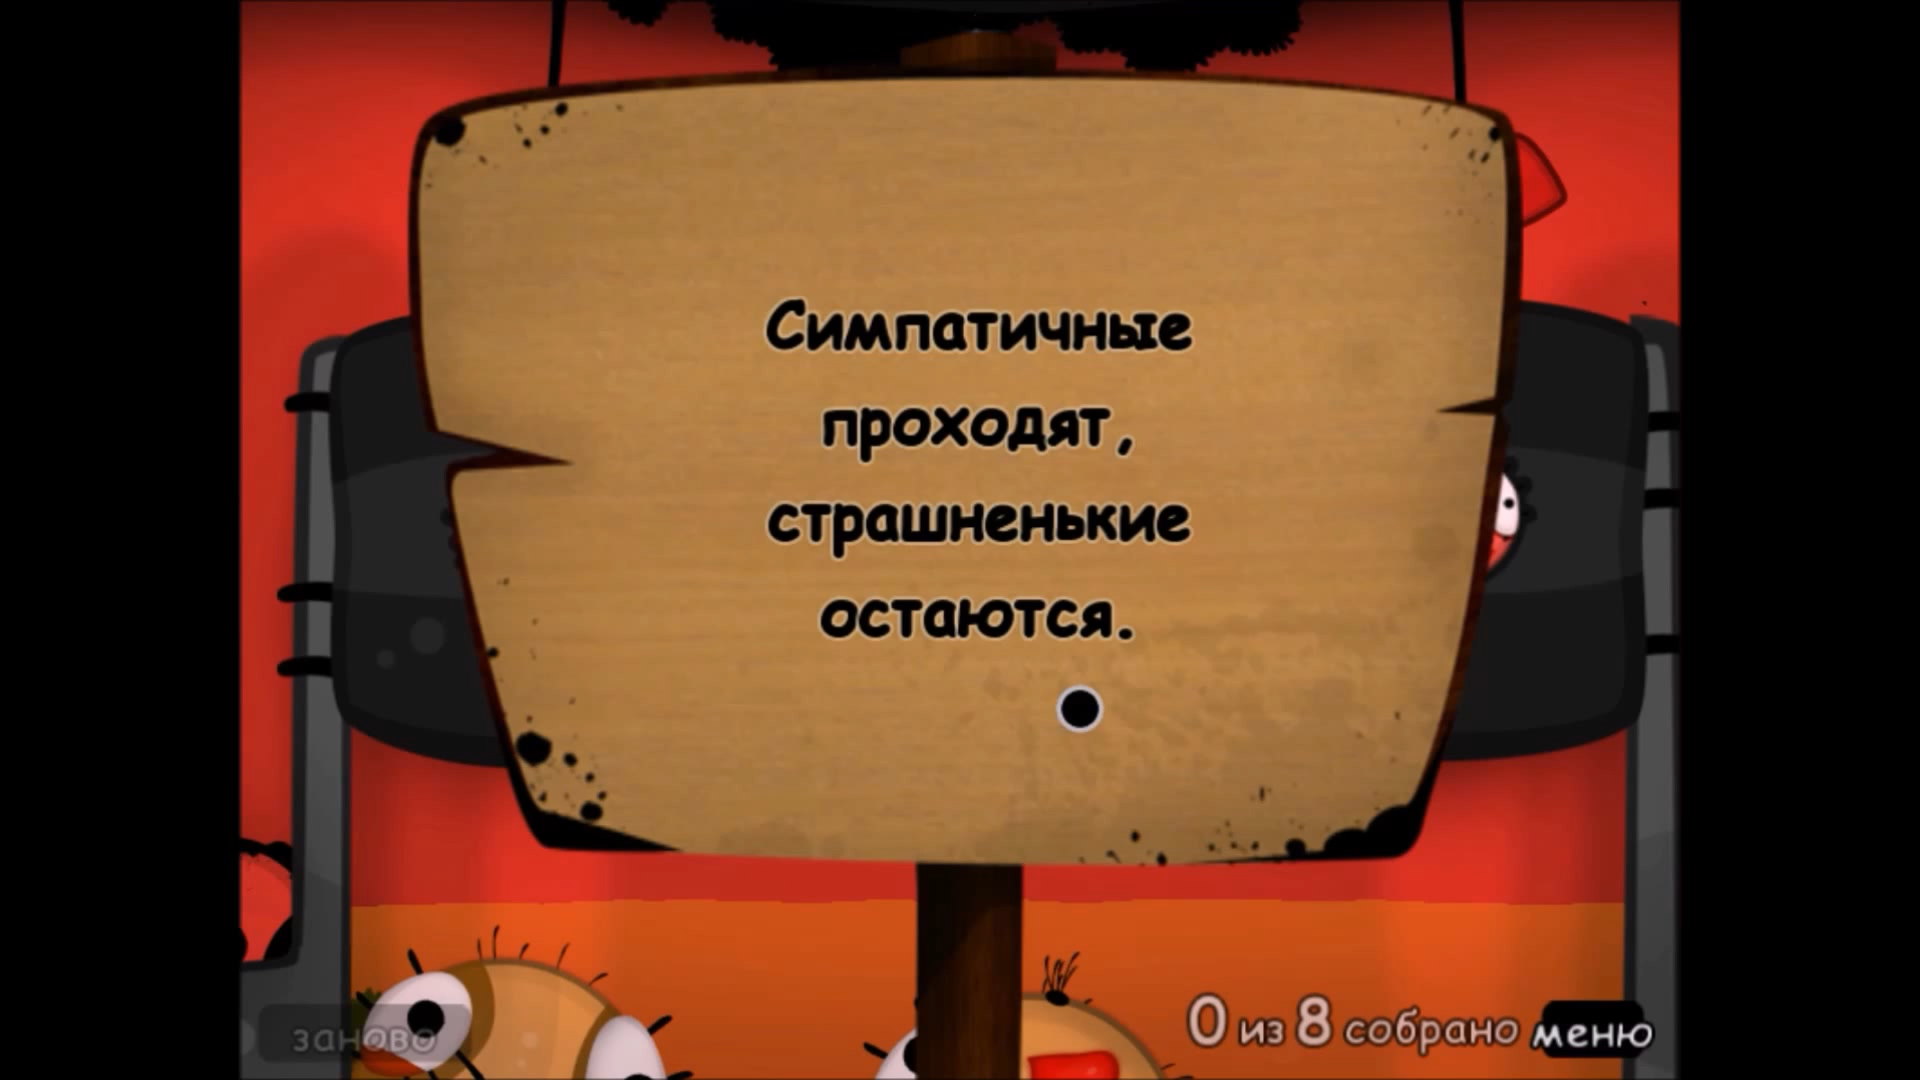 Симпатичные
проходят,
страшненькие
остаются.
заново
0 из 8 собрано меню